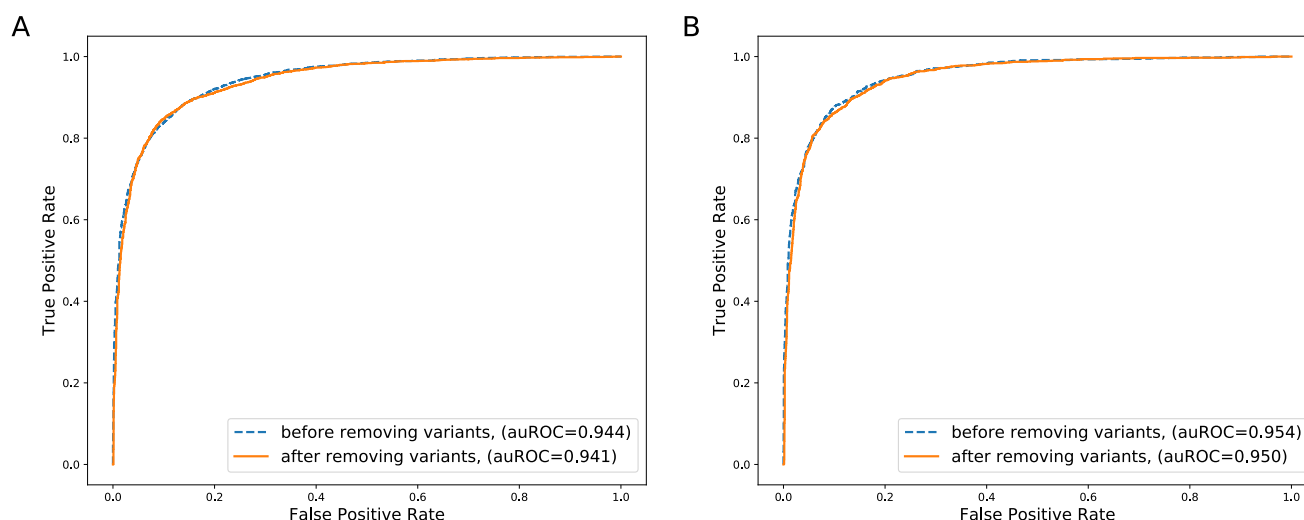 A
1.0
0.8
0.6
0.4
0.2
0.0
True Positive Rate
before removing variants, (auROC=0.944)
after removing variants, (auROC=0.941)
0.0 0.2 0.4 0.6 0.8 1.0
False Positive Rate
B
1.0
0.8
0.6
0.4
0.2
0.0
True Positive Rate
before removing variants, (auROC=0.954)
after removing variants, (auROC=0.950)
0.0 0.2 0.4 0.6 0.8 1.0
False Positive Rate